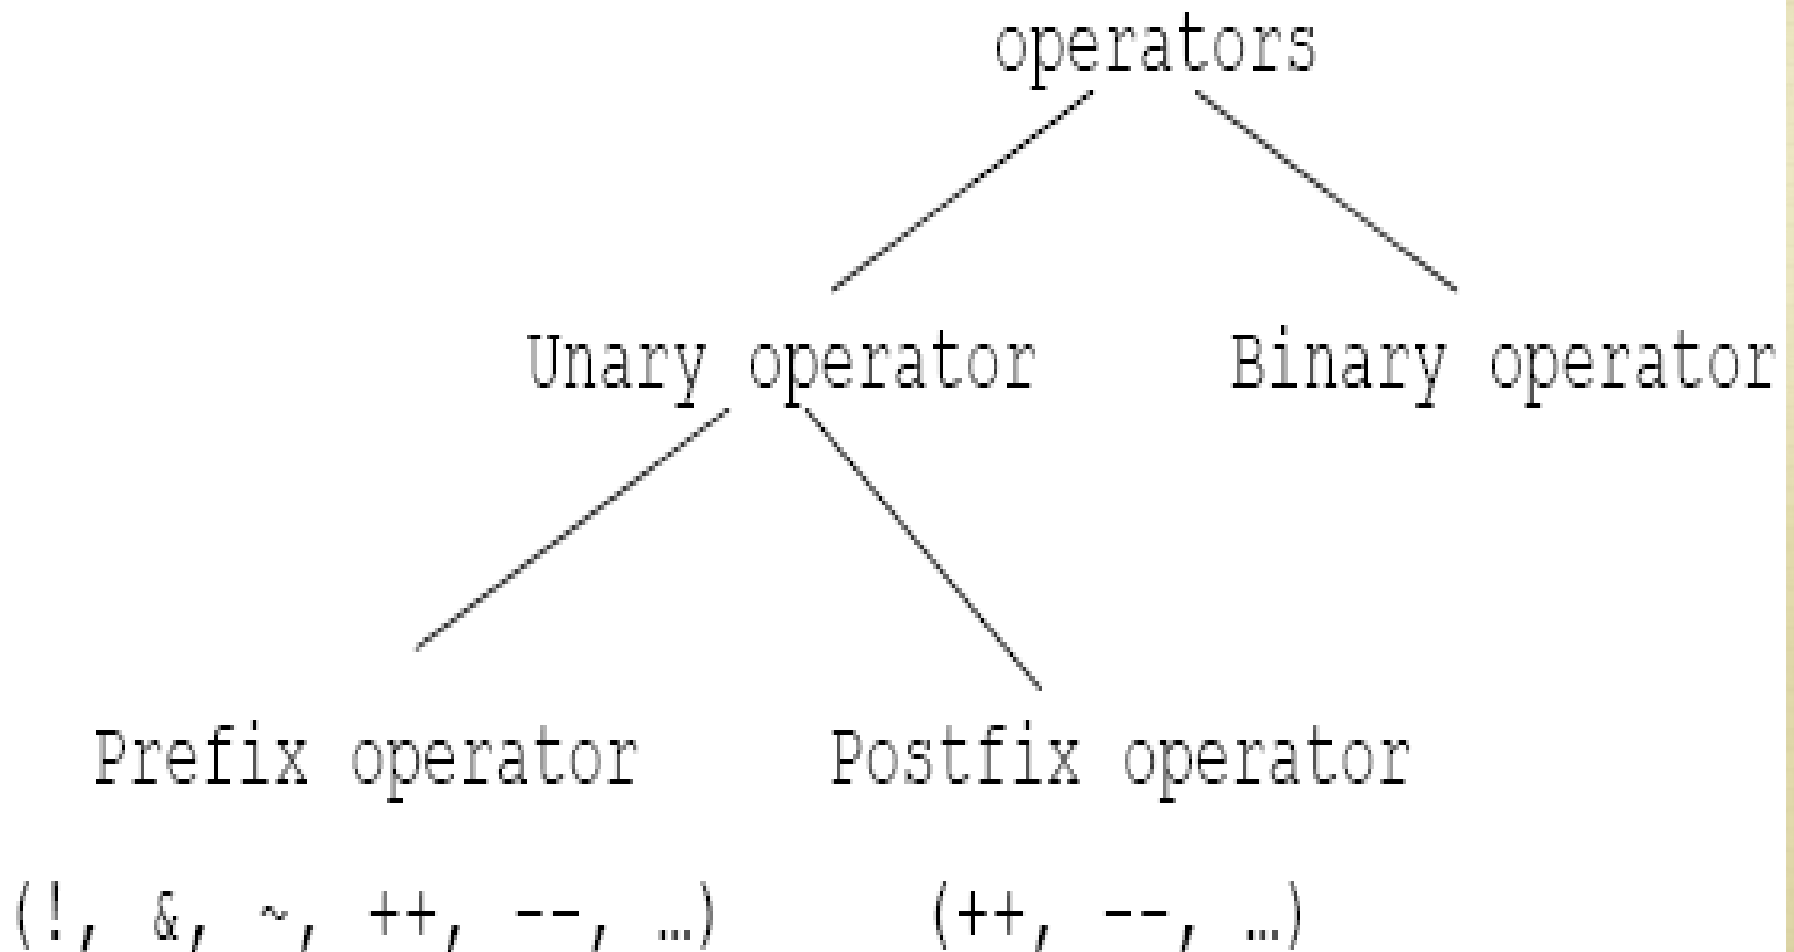 operators
Unary operator Binary operator
Prefix operator Postfix operator
(!, &, ~, ++, --, …) (++, --, …)